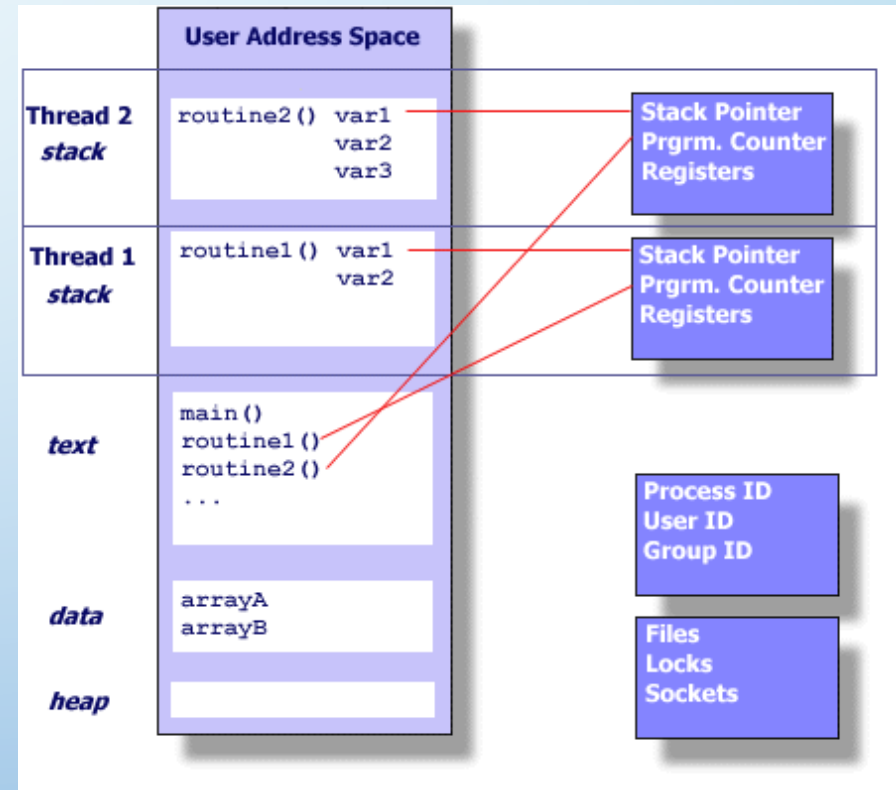 User Address Space
Thread 2
stack
routine2() var1
var2
var3
Stack Pointer
Prgrm. Counter
Registers
Thread 1
stack
routine1() var1
var2
Stack Pointer
Prgrm. Counter
Registers
text
main()
routine1()
routine2()
...
Process ID
User ID
Group ID
data
arrayA
arrayB
Files
Locks
Sockets
heap